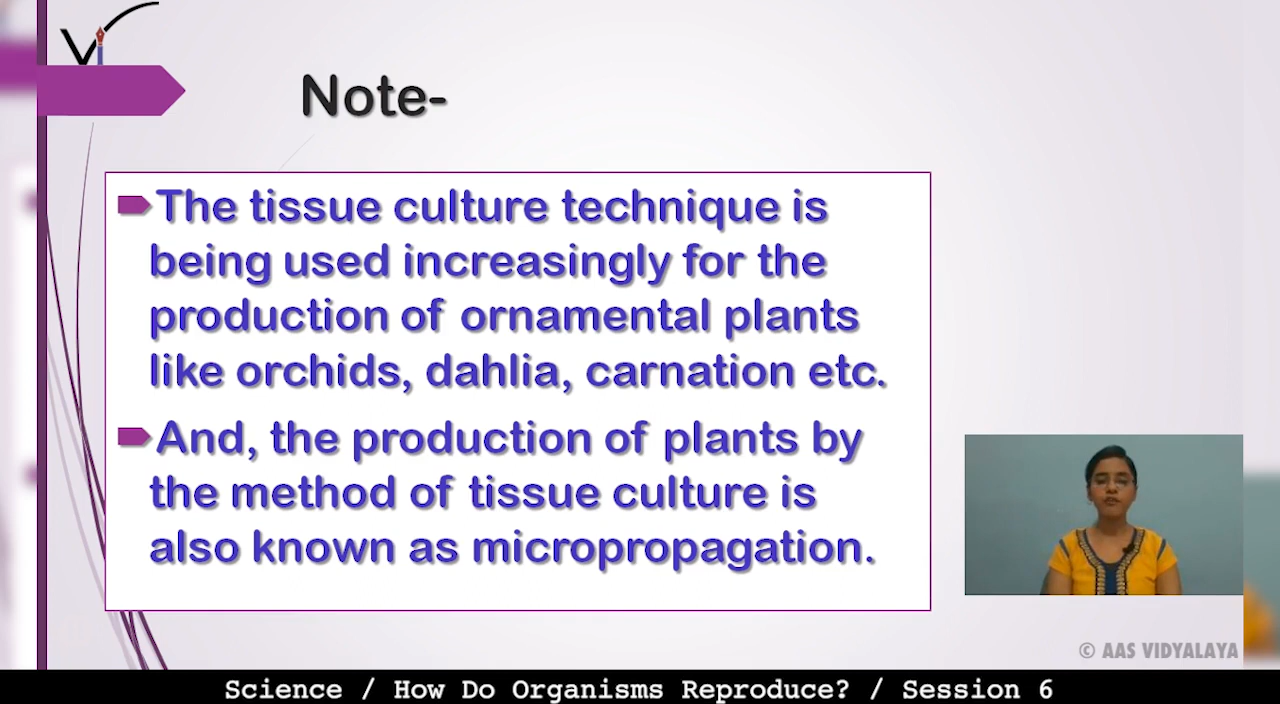 Vi
Note-
The tissue culture technique is
being used increasingly for the
production of ornamental plants
like orchids, dahlia, carnation etc.
And, the production of plants by
the method of tissue culture is
also known as micropropagation.
© AAS VIDYALAYA
Science / How Do Organisms Reproduce? / Session 6